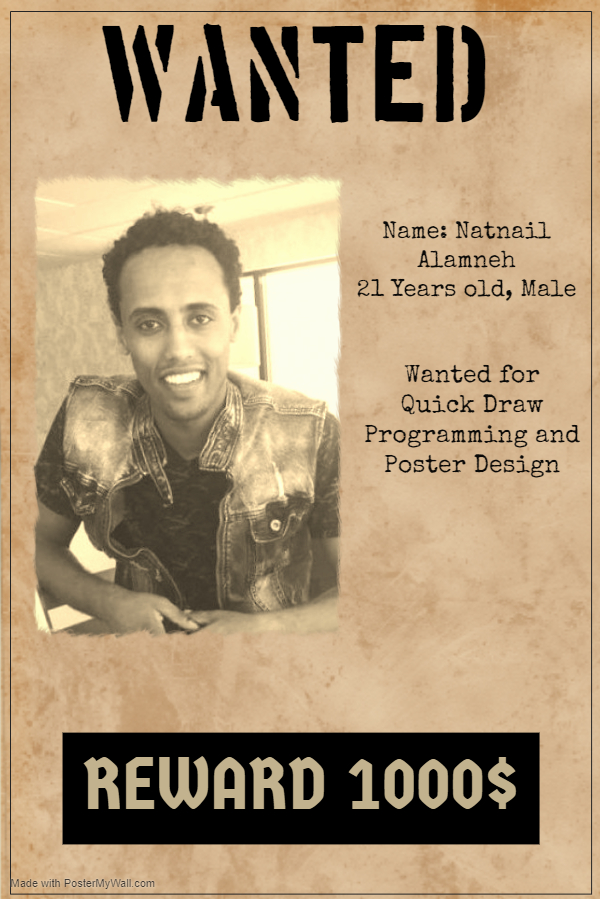 WANTED
Name: Natnail
Alamneh
21 Years old, Male
Wanted for
Quick Draw
Programming and
Poster Design
REWARD 1000$
Made with PosterMyWall.com